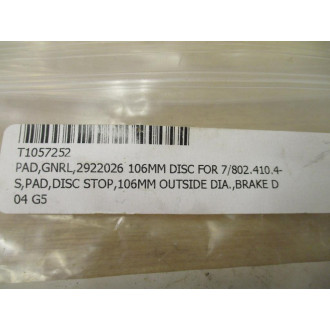 T1057252
PAD,GNRL,2922026 106MM DISC FOR 7/802.410.4-
S,PAD,DISC STOP,106MM OUTSIDE DIA.,BRAKE D
04 G5